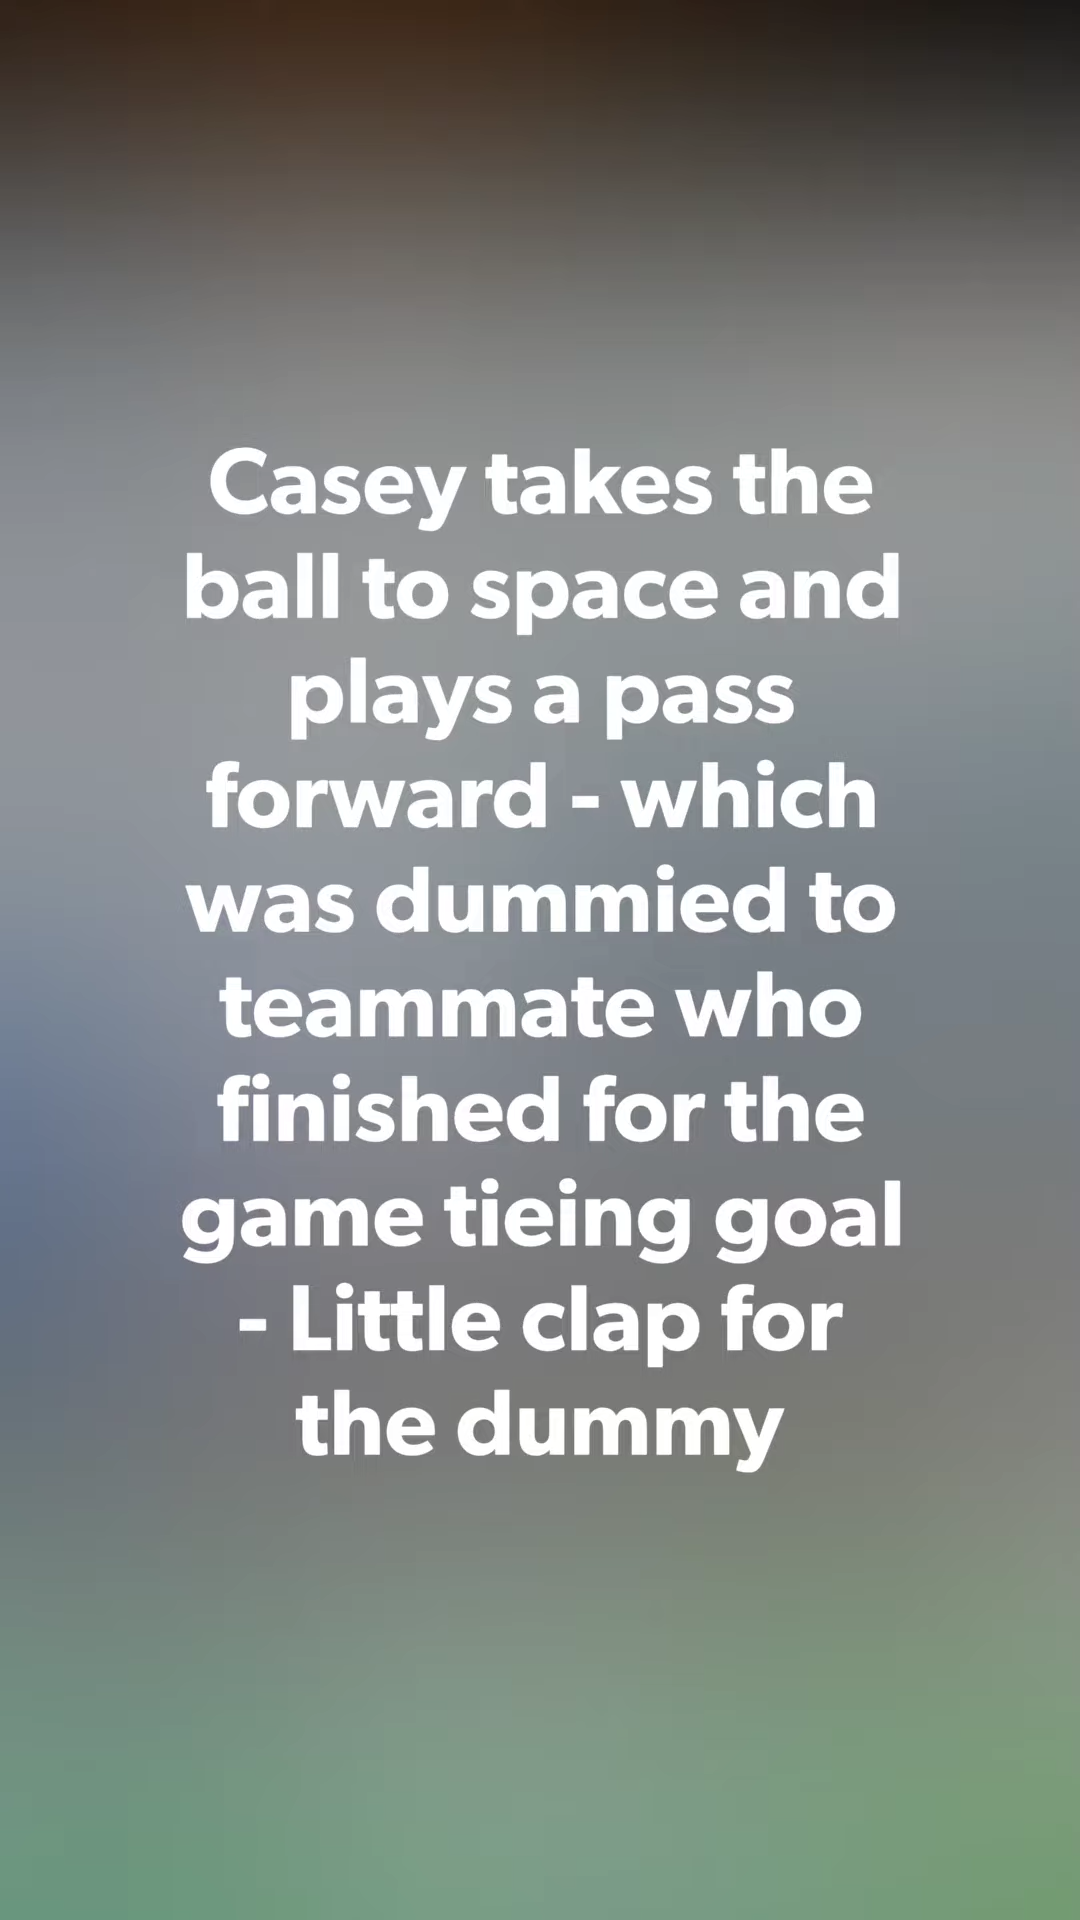 Casey takes the
ball to space and
plays a pass
forward - which
was dummied to
teammate who
finished for the
game tieing goal
- Little clap for
the dummy